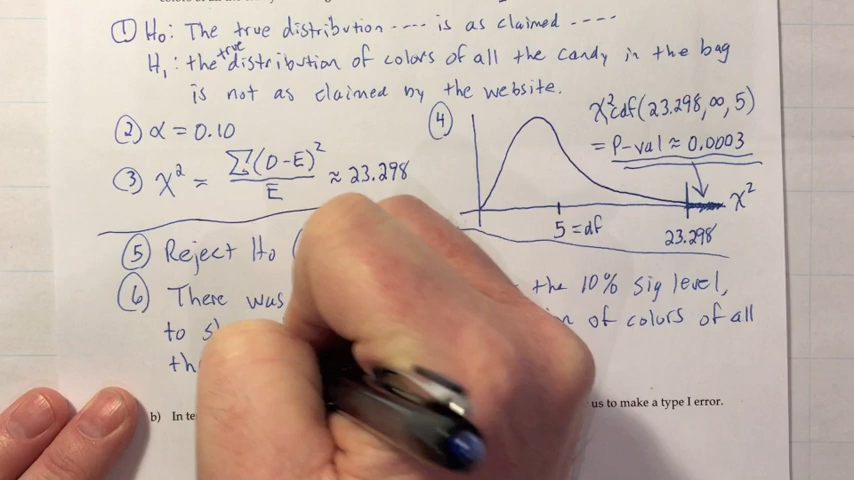 ① H₀: The true distribution ---- is as claimed ----
H₁: the true distribution of colors of all the candy in the bag
is not as claimed by the website.
② α = 0.10
③ χ² = Σ(O-E)²/E ≈ 23.298
④
χ²cdf(23.298, ∞, 5)
= P-val ≈ 0.0003
χ²
5 = df
23.298
⑤ Reject Ho (
⑥ There was the 10% sig level,
to of colors of all
b) In us to make a type I error.